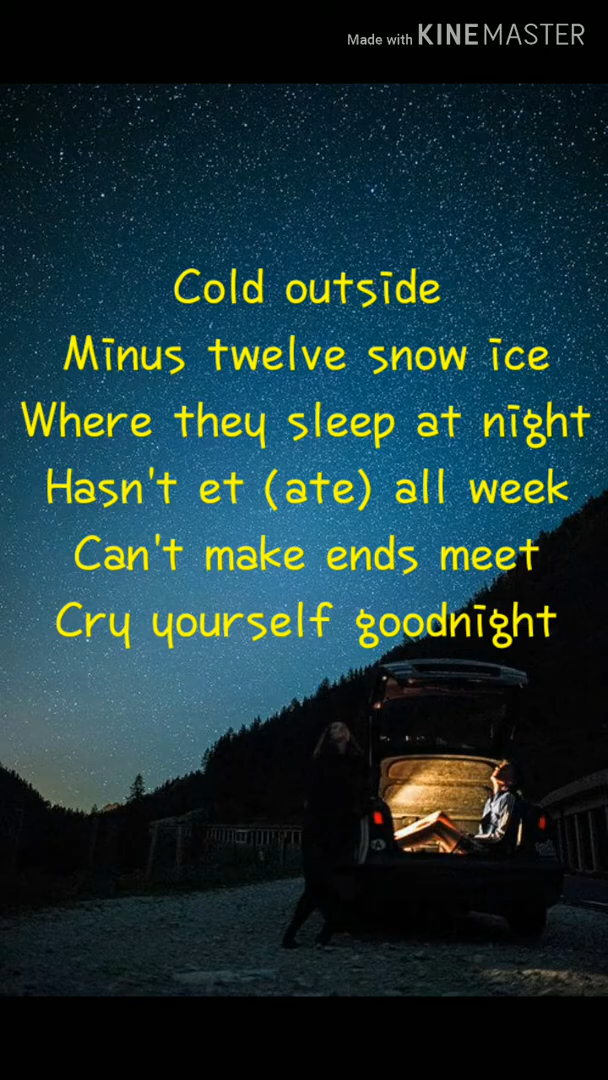 Made with KINEMASTER
Cold outside
Minus twelve snow ice
Where they sleep at night
Hasn't et (ate) all week
Can't make ends meet
Cry yourself goodnight